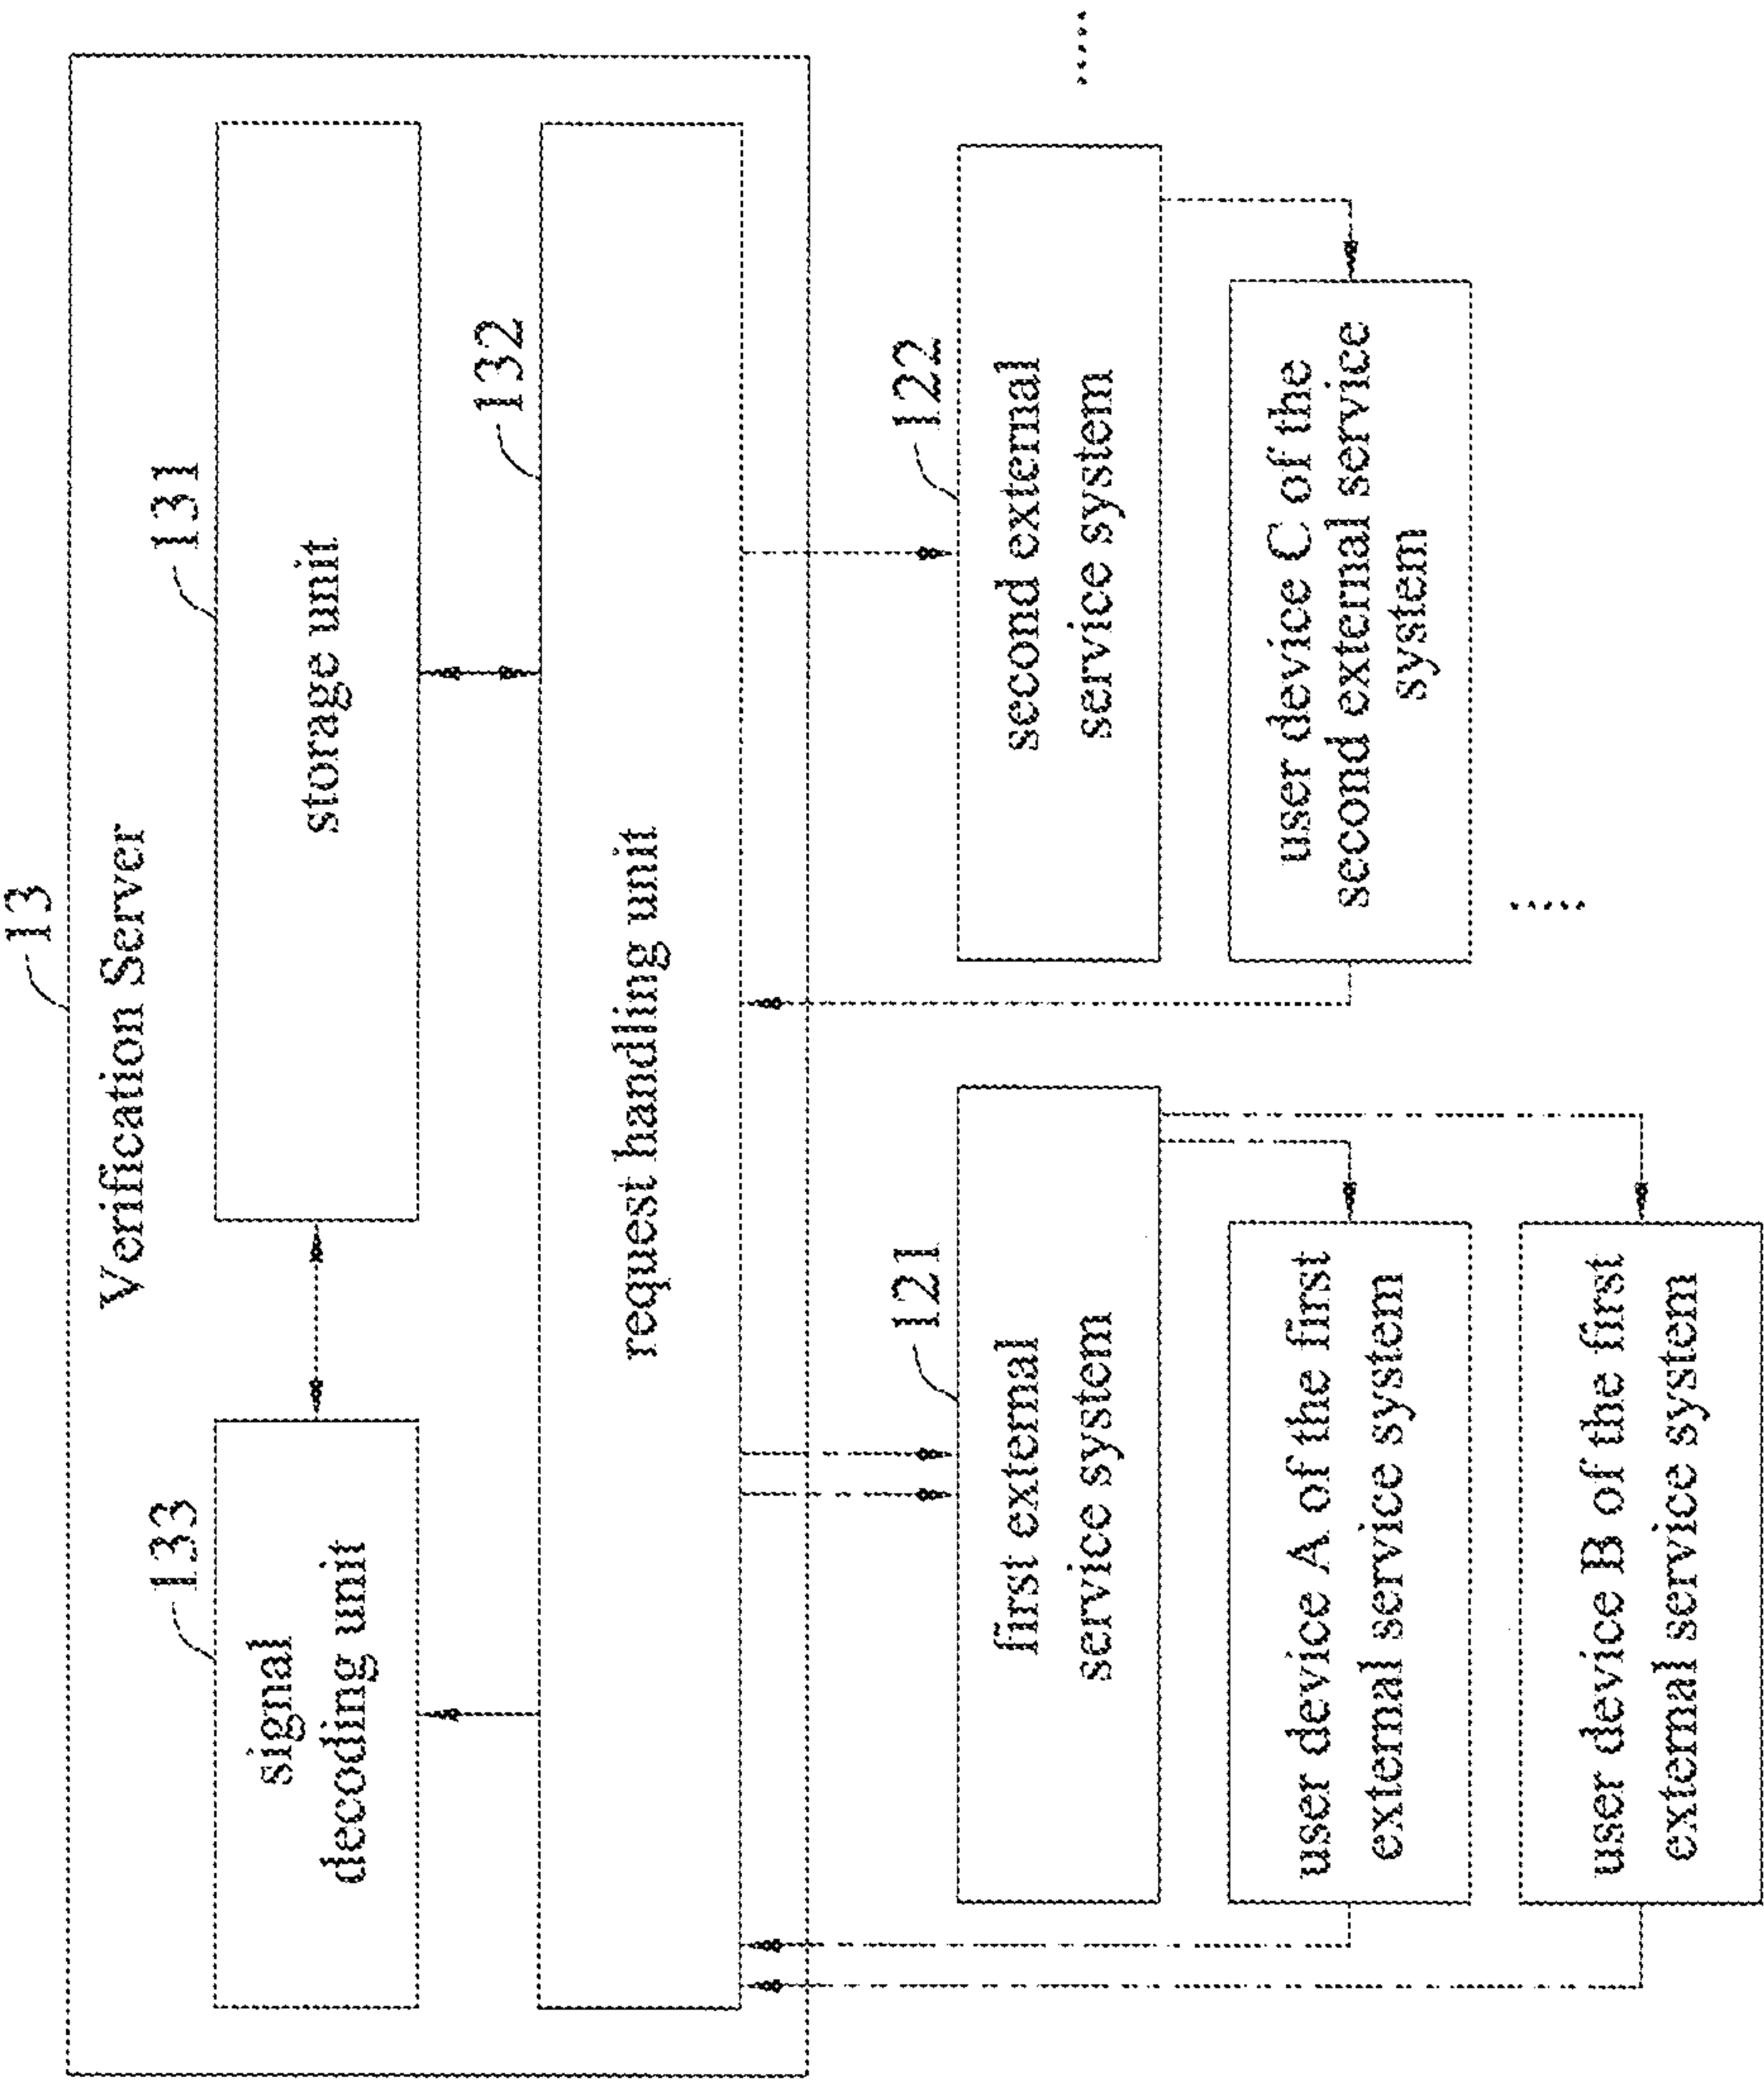 13
Verification Server
133
signal
decoding unit
131
storage unit
132
request handling unit
121
first external
service system
122
second external
service system
.....
user device A of the first
external service system
user device C of the
second external service
system
.....
user device B of the first
external service system